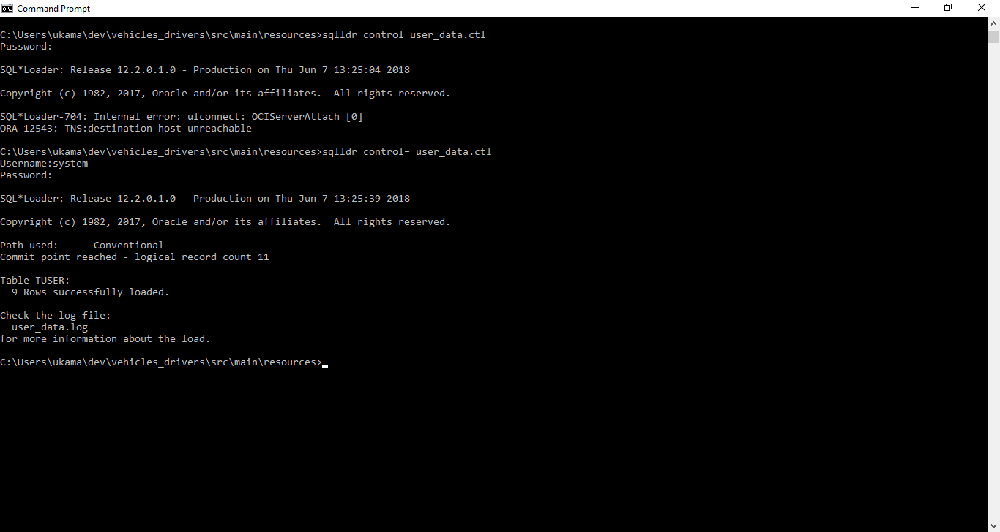 Command Prompt
C:\Users\ukama\dev\vehicles_drivers\src\main\resources>sqlldr control user_data.ctl
Password:
SQL*Loader: Release 12.2.0.1.0 - Production on Thu Jun 7 13:25:04 2018
Copyright (c) 1982, 2017, Oracle and/or its affiliates.  All rights reserved.
SQL*Loader-704: Internal error: ulconnect: OCIServerAttach [0]
ORA-12543: TNS:destination host unreachable
C:\Users\ukama\dev\vehicles_drivers\src\main\resources>sqlldr control= user_data.ctl
Username:system
Password:
SQL*Loader: Release 12.2.0.1.0 - Production on Thu Jun 7 13:25:39 2018
Copyright (c) 1982, 2017, Oracle and/or its affiliates.  All rights reserved.
Path used:      Conventional
Commit point reached - logical record count 11
Table TUSER:
  9 Rows successfully loaded.
Check the log file:
  user_data.log
for more information about the load.
C:\Users\ukama\dev\vehicles_drivers\src\main\resources>